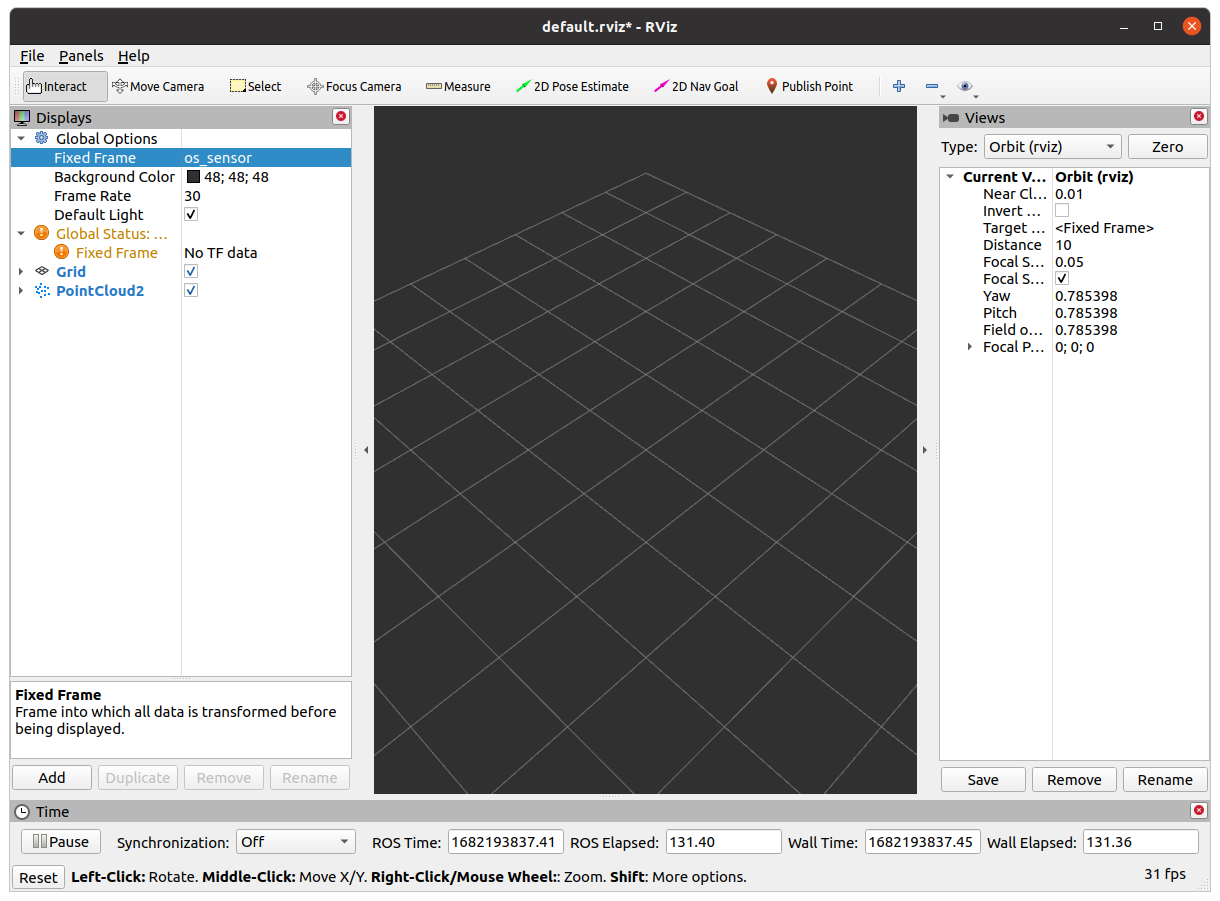 default.rviz* - RViz
File Panels Help
Interact Move Camera Select Focus Camera Measure 2D Pose Estimate 2D Nav Goal Publish Point
Displays
Global Options
Fixed Frame os_sensor
Background Color 48; 48; 48
Frame Rate 30
Default Light
Global Status: ...
Fixed Frame No TF data
Grid
PointCloud2
Fixed Frame
Frame into which all data is transformed before
being displayed.
Add Duplicate Remove Rename
Views
Type: Orbit (rviz) Zero
Current V... Orbit (rviz)
Near Cl... 0.01
Invert ...
Target ... <Fixed Frame>
Distance 10
Focal S... 0.05
Focal S...
Yaw 0.785398
Pitch 0.785398
Field o... 0.785398
Focal P... 0; 0; 0
Save Remove Rename
Time
Pause Synchronization: Off ROS Time: 1682193837.41 ROS Elapsed: 131.40 Wall Time: 1682193837.45 Wall Elapsed: 131.36
Reset Left-Click: Rotate. Middle-Click: Move X/Y. Right-Click/Mouse Wheel:: Zoom. Shift: More options. 31 fps